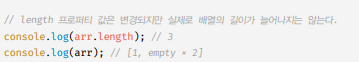 // length 프로퍼티 값은 변경되지만 실제로 배열의 길이가 늘어나지는 않는다.
console.log(arr.length); // 3
console.log(arr); // [1, empty × 2]